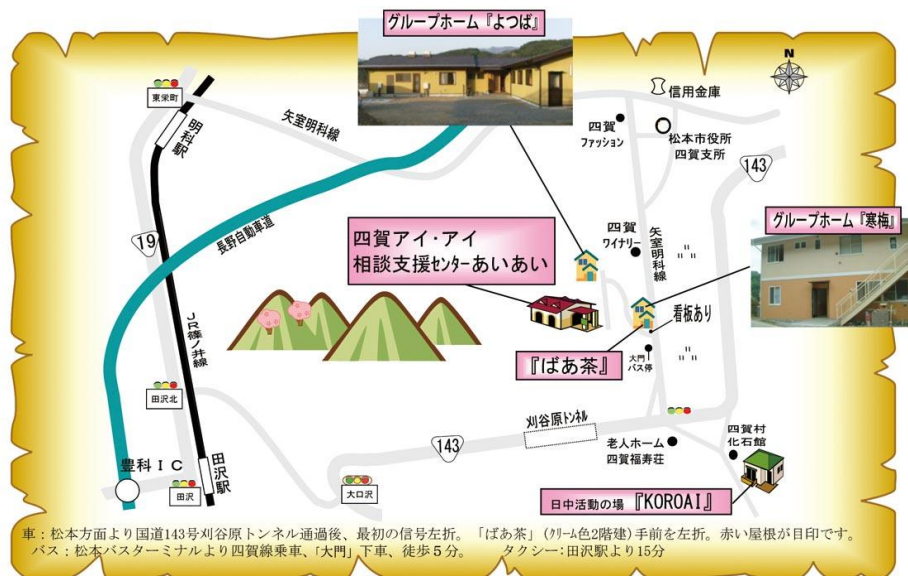 グループホーム『よつば』
N
東栄町
明科駅
矢室明科線
信用金庫
四賀
ファッション
松本市役所
四賀支所
143
19
長野自動車道
四賀アイ・アイ
相談支援センターあいあい
四賀
ワイナリー
矢室明科線
グループホーム『寒梅』
看板あり
JR篠ノ井線
『ばあ茶』
大門
バス停
田沢北
刈谷原トンネル
143
老人ホーム
四賀福寿荘
四賀村
化石館
豊科IC
田沢
田沢駅
大口沢
日中活動の場『KOROAI』
車:松本方面より国道143号刈谷原トンネル通過後、最初の信号左折。「ばあ茶」(クリーム色2階建)手前を左折。赤い屋根が目印です。
バス:松本バスターミナルより四賀線乗車、「大門」下車、徒歩5分。 タクシー:田沢駅より15分